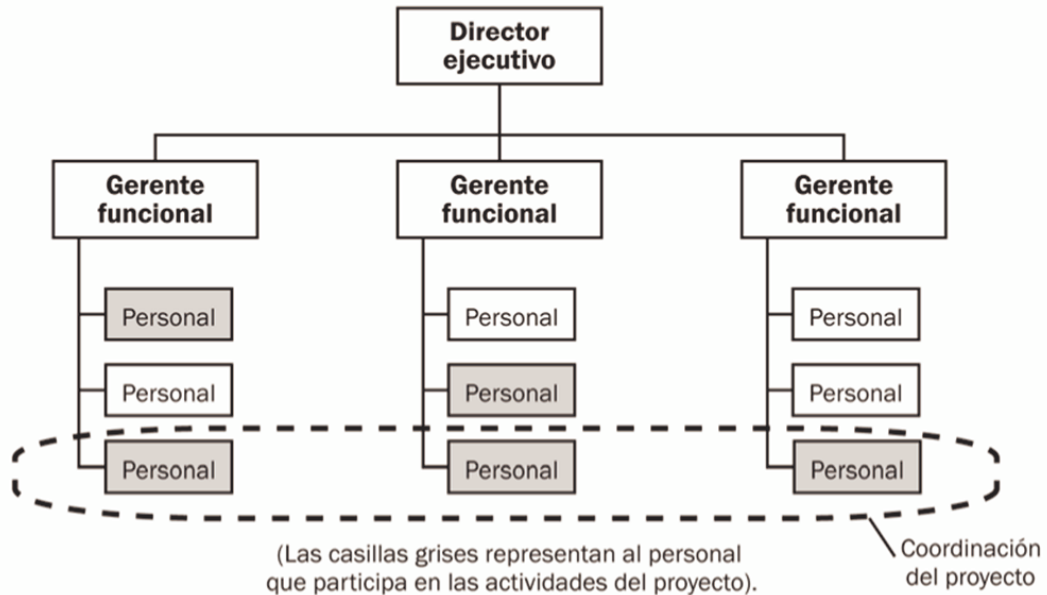 Director
ejecutivo
Gerente
funcional
Gerente
funcional
Gerente
funcional
Personal
Personal
Personal
Personal
Personal
Personal
Personal
Personal
Personal
(Las casillas grises representan al personal
que participa en las actividades del proyecto).
Coordinación
del proyecto